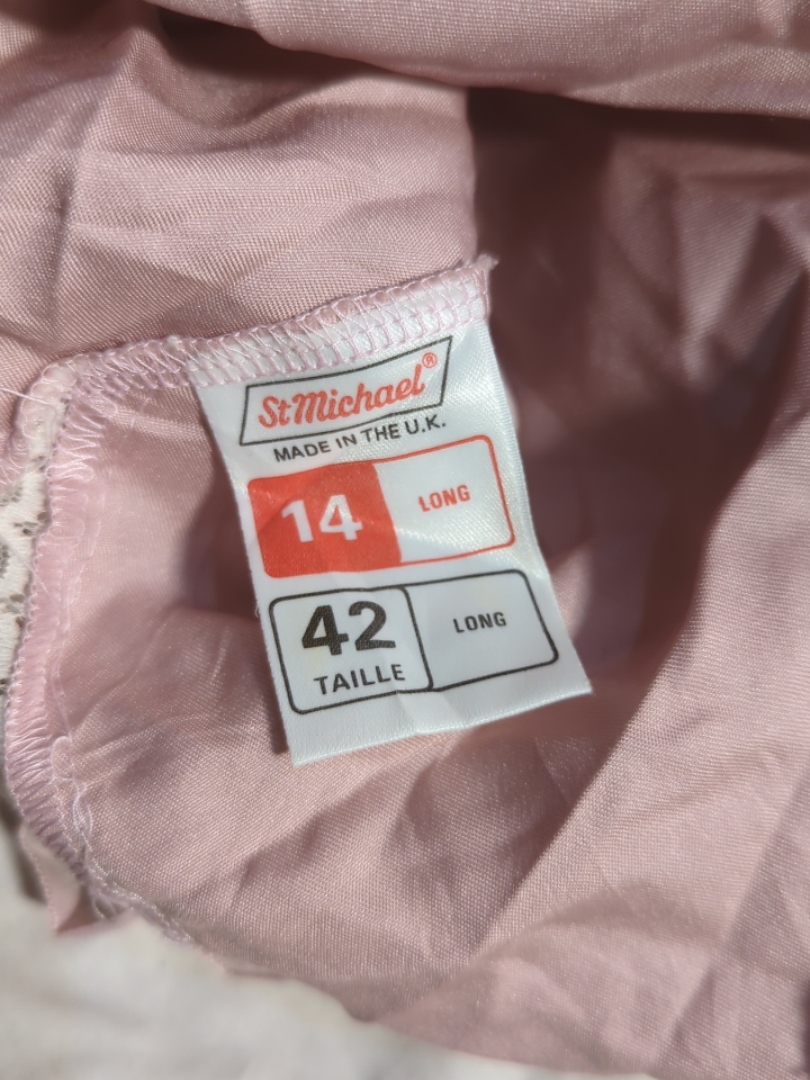 St Michael®
MADE IN THE U.K.
14 LONG
42 LONG
TAILLE